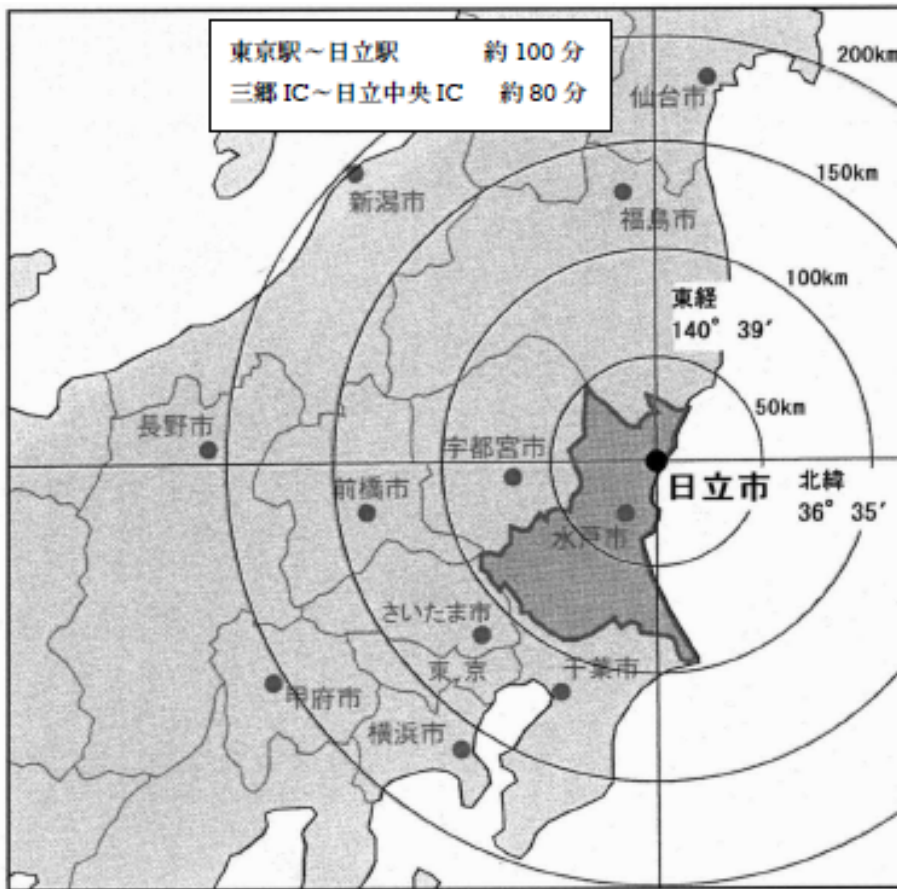 東京駅～日立駅 約100分
三郷IC～日立中央IC 約80分
200km
仙台市
150km
新潟市
福島市
100km
東経
140° 39′
50km
長野市
宇都宮市
前橋市
日立市
北緯
36° 35′
水戸市
さいたま市
東京
千葉市
甲府市
横浜市